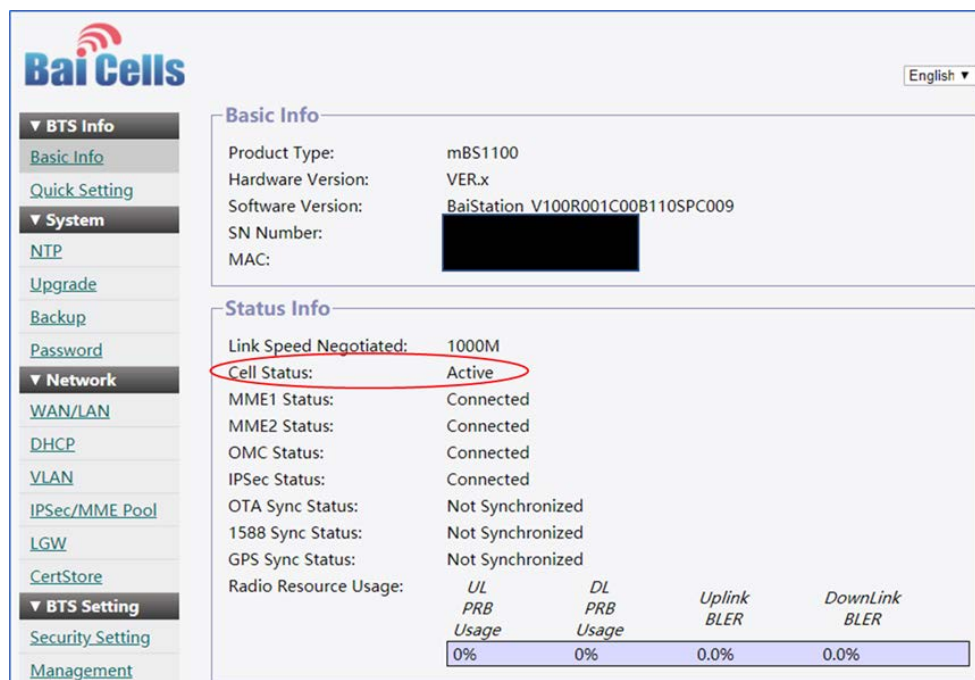 Bai Cells
English ▼
▼ BTS Info
Basic Info
Quick Setting
▼ System
NTP
Upgrade
Backup
Password
▼ Network
WAN/LAN
DHCP
VLAN
IPSec/MME Pool
LGW
CertStore
▼ BTS Setting
Security Setting
Management
Basic Info
Product Type: mBS1100
Hardware Version: VER.x
Software Version: BaiStation_V100R001C00B110SPC009
SN Number:
MAC:
Status Info
Link Speed Negotiated: 1000M
Cell Status: Active
MME1 Status: Connected
MME2 Status: Connected
OMC Status: Connected
IPSec Status: Connected
OTA Sync Status: Not Synchronized
1588 Sync Status: Not Synchronized
GPS Sync Status: Not Synchronized
Radio Resource Usage:
UL PRB Usage DL PRB Usage Uplink BLER DownLink BLER
0% 0% 0.0% 0.0%